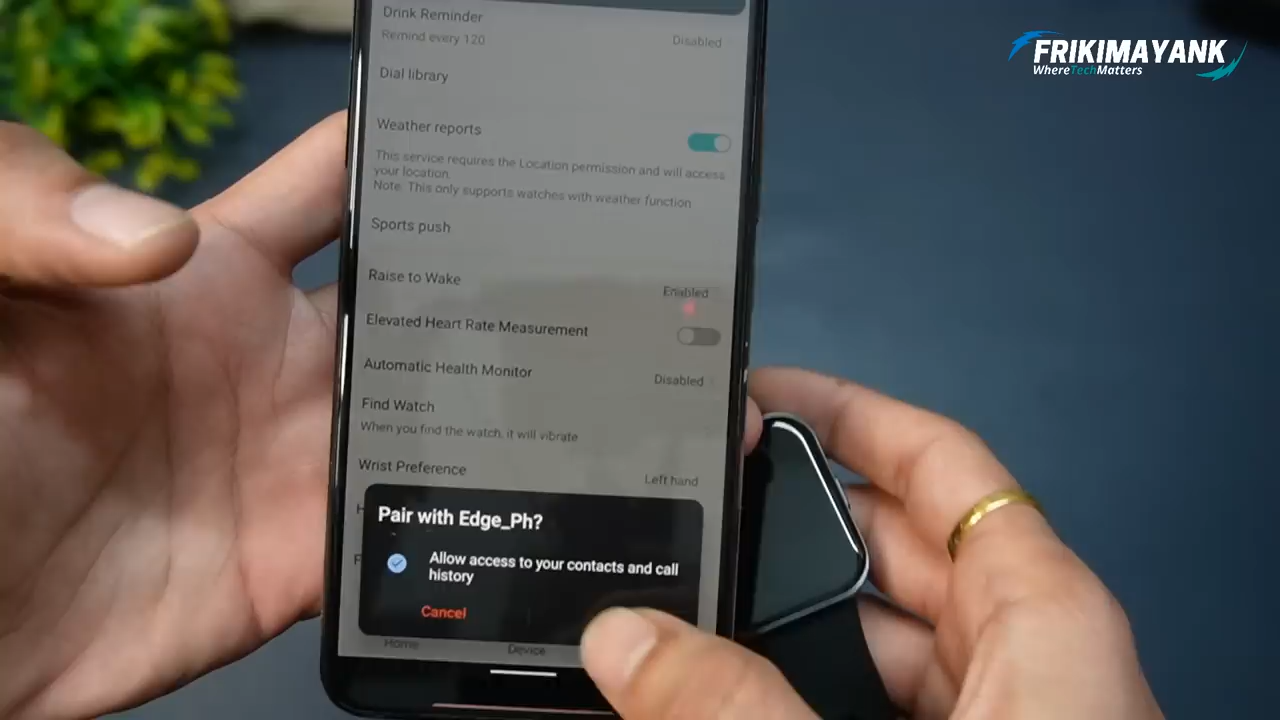 FRIKIMAYANK
WhereTechMatters
Drink Reminder
Remind every 120
Disabled
Dial library
Weather reports
This service requires the Location permission and will access
your location.
Note: This only supports watches with weather function
Sports push
Raise to Wake
Enabled
Elevated Heart Rate Measurement
Automatic Health Monitor
Disabled
Find Watch
When you find the watch, it will vibrate
Wrist Preference
Left hand
Pair with Edge_Ph?
Allow access to your contacts and call
history
Cancel
Home
Device